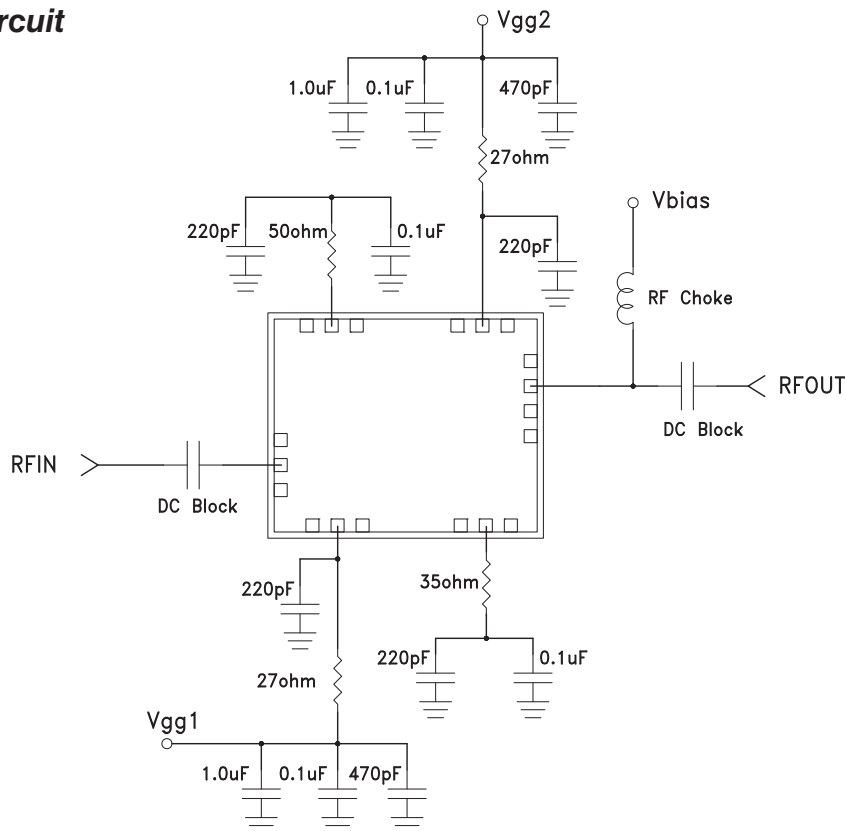 rcuit
Vgg2
1.0uF 0.1uF 470pF
27ohm
Vbias
220pF 50ohm 0.1uF
220pF
RF Choke
RFOUT
DC Block
RFIN
DC Block
220pF
35ohm
220pF 0.1uF
27ohm
Vgg1
1.0uF 0.1uF 470pF